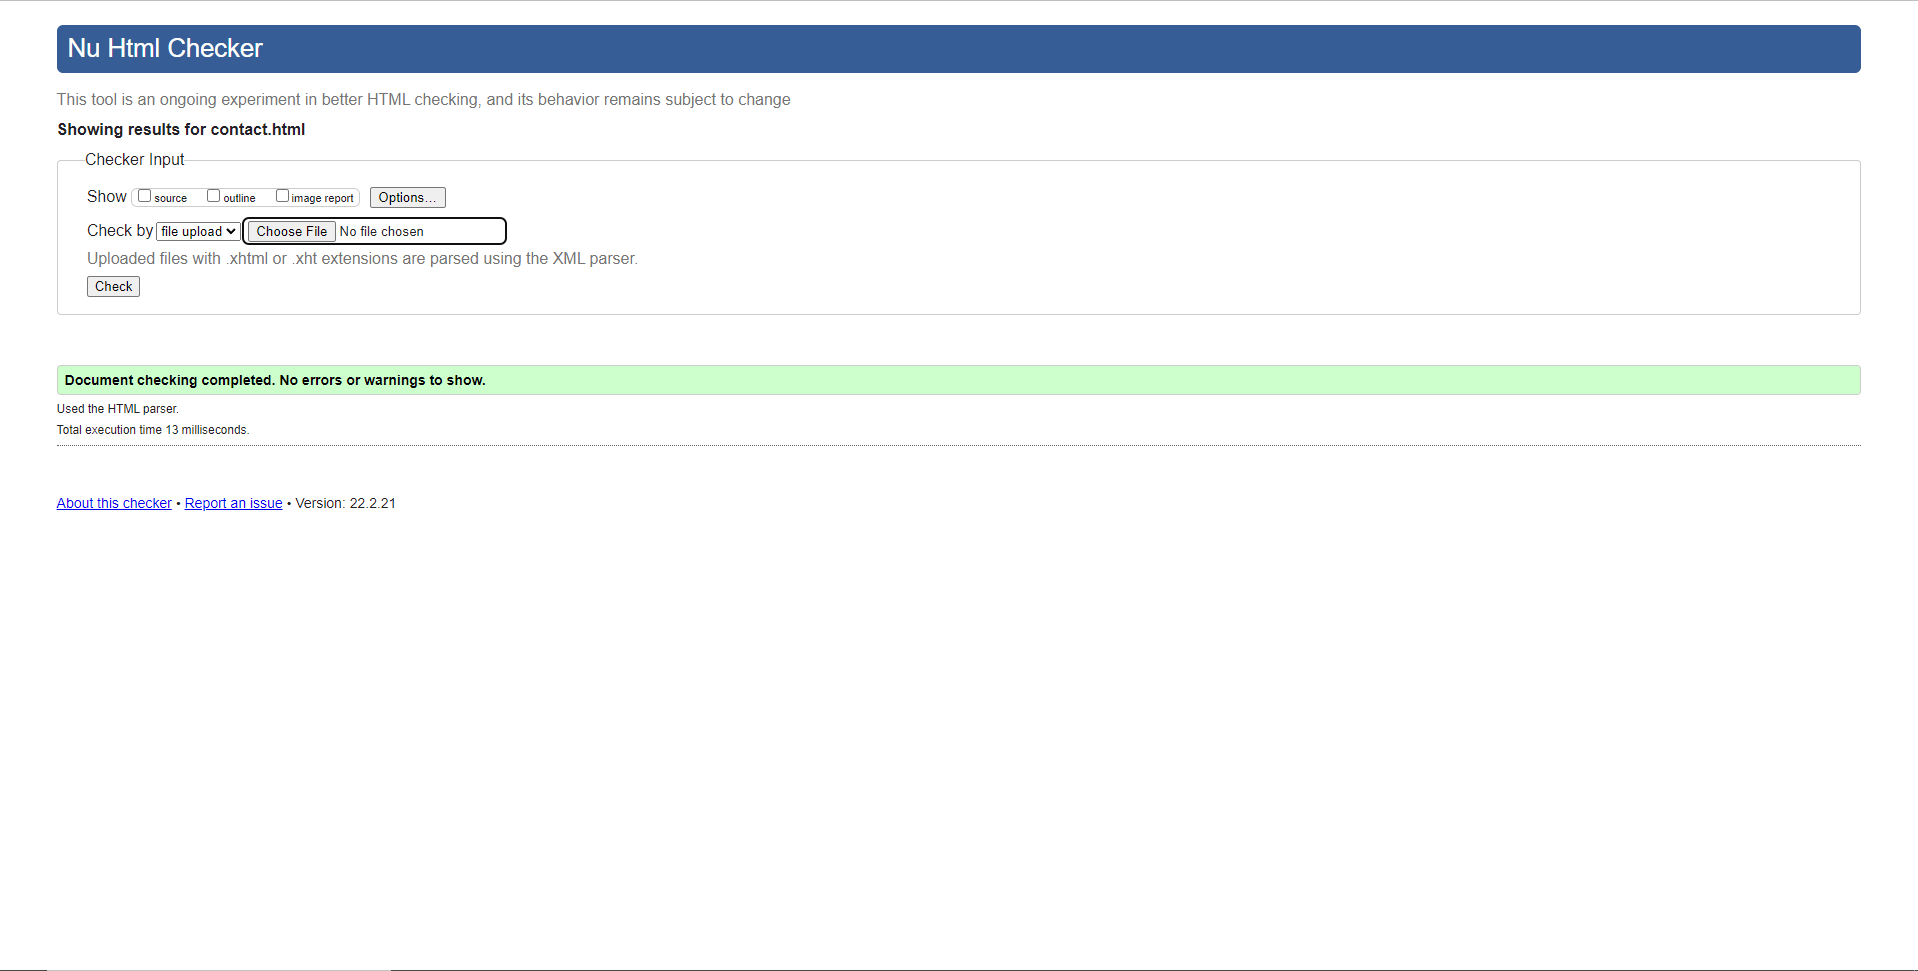 Nu Html Checker
This tool is an ongoing experiment in better HTML checking, and its behavior remains subject to change
Showing results for contact.html
Checker Input
Show source outline image report Options...
Check by file upload Choose File No file chosen
Uploaded files with .xhtml or .xht extensions are parsed using the XML parser.
Check
Document checking completed. No errors or warnings to show.
Used the HTML parser.
Total execution time 13 milliseconds.
About this checker • Report an issue • Version: 22.2.21